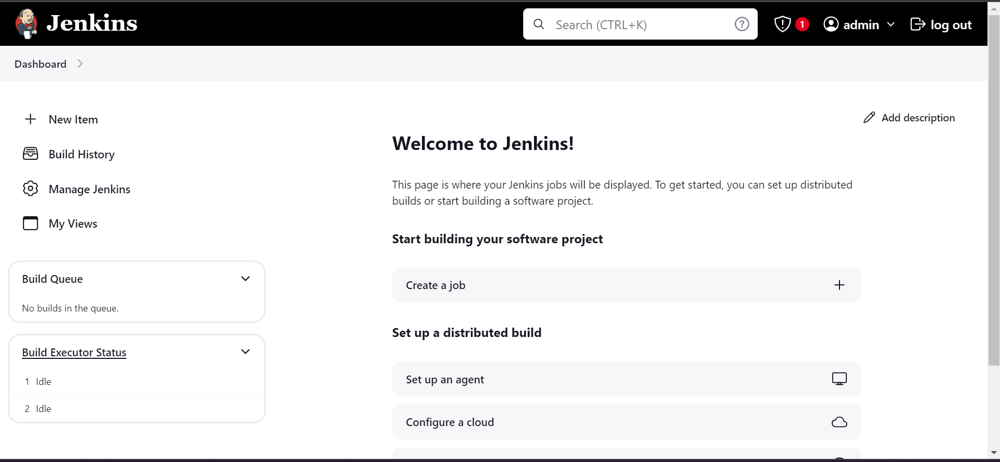 Jenkins
Search (CTRL+K)
1
admin
log out
Dashboard
New Item
Build History
Manage Jenkins
My Views
Build Queue
No builds in the queue.
Build Executor Status
1 Idle
2 Idle
Add description
Welcome to Jenkins!
This page is where your Jenkins jobs will be displayed. To get started, you can set up distributed
builds or start building a software project.
Start building your software project
Create a job
Set up a distributed build
Set up an agent
Configure a cloud